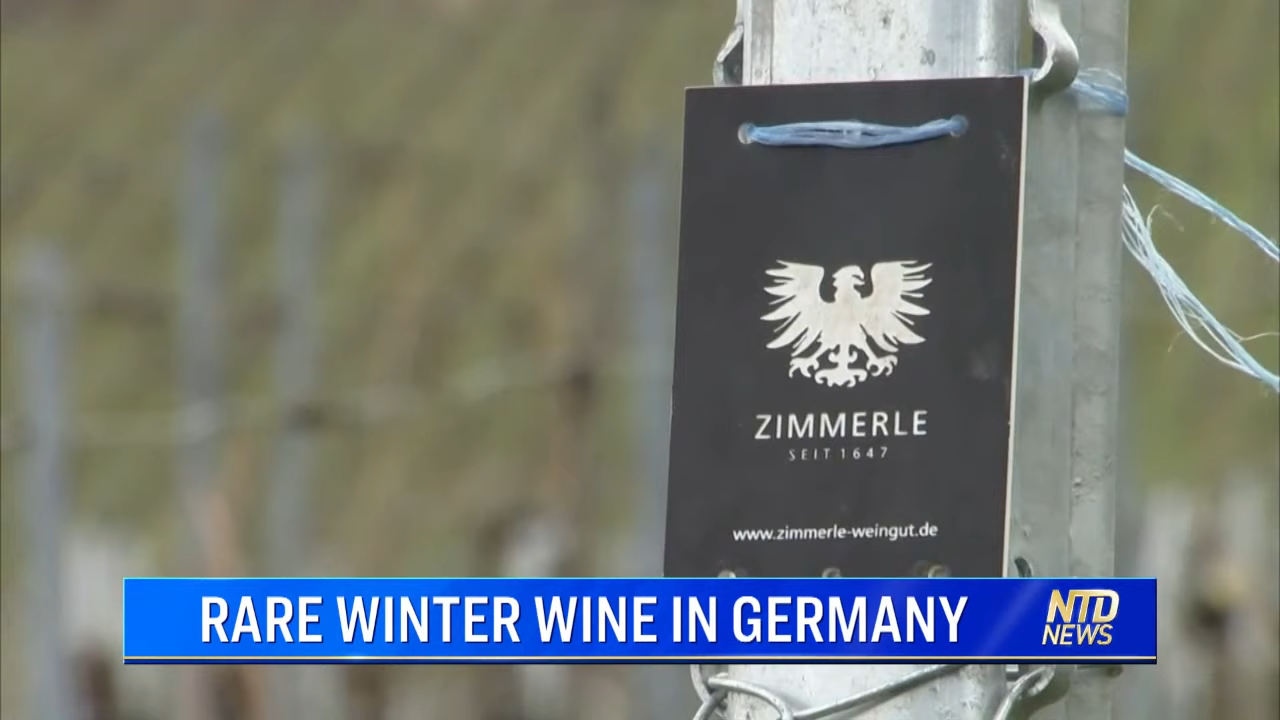 ZIMMERLE
SEIT 1647
www.zimmerle-weingut.de
RARE WINTER WINE IN GERMANY
NTD
NEWS